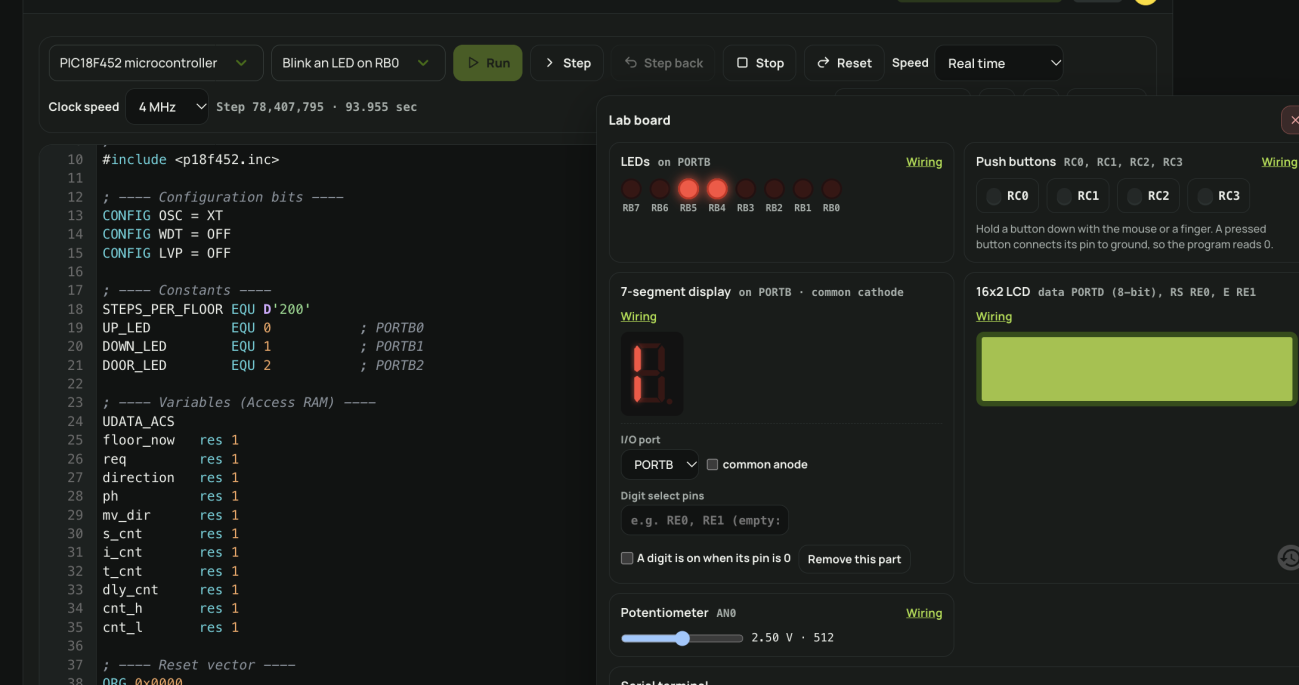 PIC18F452 microcontroller
Blink an LED on RB0
Run
Step
Step back
Stop
Reset
Speed
Real time
Clock speed
4 MHz
Step 78,407,795 · 93.955 sec
10 #include <p18f452.inc>
11
12 ; ---- Configuration bits ----
13 CONFIG OSC = XT
14 CONFIG WDT = OFF
15 CONFIG LVP = OFF
16
17 ; ---- Constants ----
18 STEPS_PER_FLOOR EQU D'200'
19 UP_LED EQU 0 ; PORTB0
20 DOWN_LED EQU 1 ; PORTB1
21 DOOR_LED EQU 2 ; PORTB2
22
23 ; ---- Variables (Access RAM) ----
24 UDATA_ACS
25 floor_now res 1
26 req res 1
27 direction res 1
28 ph res 1
29 mv_dir res 1
30 s_cnt res 1
31 i_cnt res 1
32 t_cnt res 1
33 dly_cnt res 1
34 cnt_h res 1
35 cnt_l res 1
36
37 ; ---- Reset vector ----
38 ORG 0x0000
Lab board
LEDs on PORTB
Wiring
RB7 RB6 RB5 RB4 RB3 RB2 RB1 RB0
Push buttons RC0, RC1, RC2, RC3
Wiring
RC0 RC1 RC2 RC3
Hold a button down with the mouse or a finger. A pressed
button connects its pin to ground, so the program reads 0.
7-segment display on PORTB · common cathode
Wiring
I/O port
PORTB
common anode
Digit select pins
e.g. RE0, RE1 (empty:
A digit is on when its pin is 0
Remove this part
16x2 LCD data PORTD (8-bit), RS RE0, E RE1
Wiring
Potentiometer AN0
Wiring
2.50 V · 512
Serial terminal